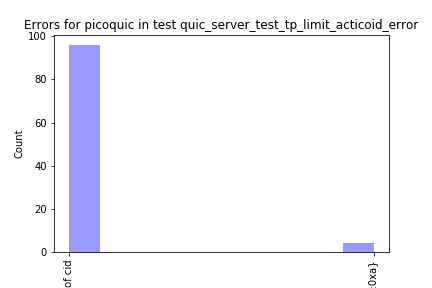 Errors for picoquic in test quic_server_test_tp_limit_acticoid_error
100
80
60
40
20
0
Count
of cid
:0xa}